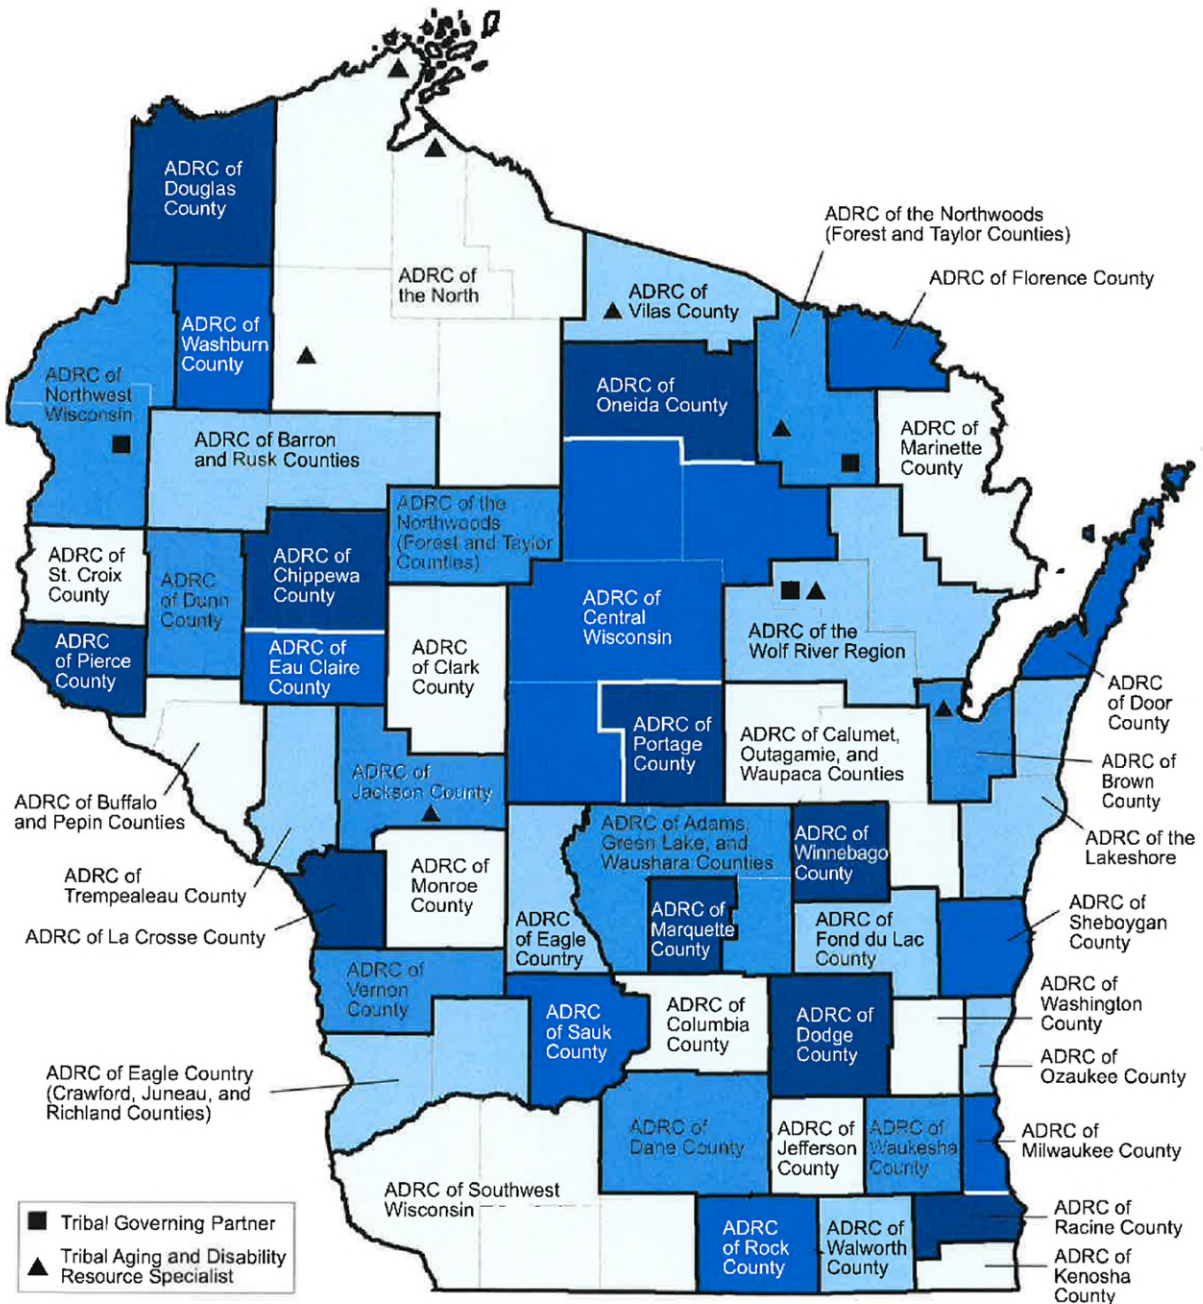 ADRC of
Douglas
County
ADRC of the Northwoods
(Forest and Taylor Counties)
ADRC of Florence County
ADRC of
the North
ADRC of
Vilas County
ADRC of
Washburn
County
ADRC of
Northwest
Wisconsin
ADRC of
Oneida County
ADRC of
Marinette
County
ADRC of Barron
and Rusk Counties
ADRC of the
Northwoods
(Forest and Taylor
Counties)
ADRC of
St. Croix
County
ADRC
of Dunn
County
ADRC of
Chippewa
County
ADRC of
Central
Wisconsin
ADRC of the
Wolf River Region
ADRC
of Pierce
County
ADRC of
Eau Claire
County
ADRC
of Clark
County
ADRC
of Door
County
ADRC of
Portage
County
ADRC of Calumet,
Outagamie, and
Waupaca Counties
ADRC of
Brown
County
ADRC of Buffalo
and Pepin Counties
ADRC of
Jackson County
ADRC of the
Lakeshore
ADRC of Adams,
Green Lake, and
Waushara Counties
ADRC of
Winnebago
County
ADRC of
Trempealeau County
ADRC of
Monroe
County
ADRC of La Crosse County
ADRC
of Eagle
Country
ADRC of
Marquette
County
ADRC of
Fond du Lac
County
ADRC of
Sheboygan
County
ADRC of
Vernon
County
ADRC
of Sauk
County
ADRC of
Columbia
County
ADRC of
Dodge
County
ADRC of
Washington
County
ADRC of
Ozaukee County
ADRC of Eagle Country
(Crawford, Juneau, and
Richland Counties)
ADRC of
Dane County
ADRC of
Jefferson
County
ADRC of
Waukesha
County
ADRC of
Milwaukee County
ADRC of Southwest
Wisconsin
ADRC
of Rock
County
ADRC of
Walworth
County
ADRC of
Racine County
ADRC of
Kenosha
County
Tribal Governing Partner
Tribal Aging and Disability
Resource Specialist